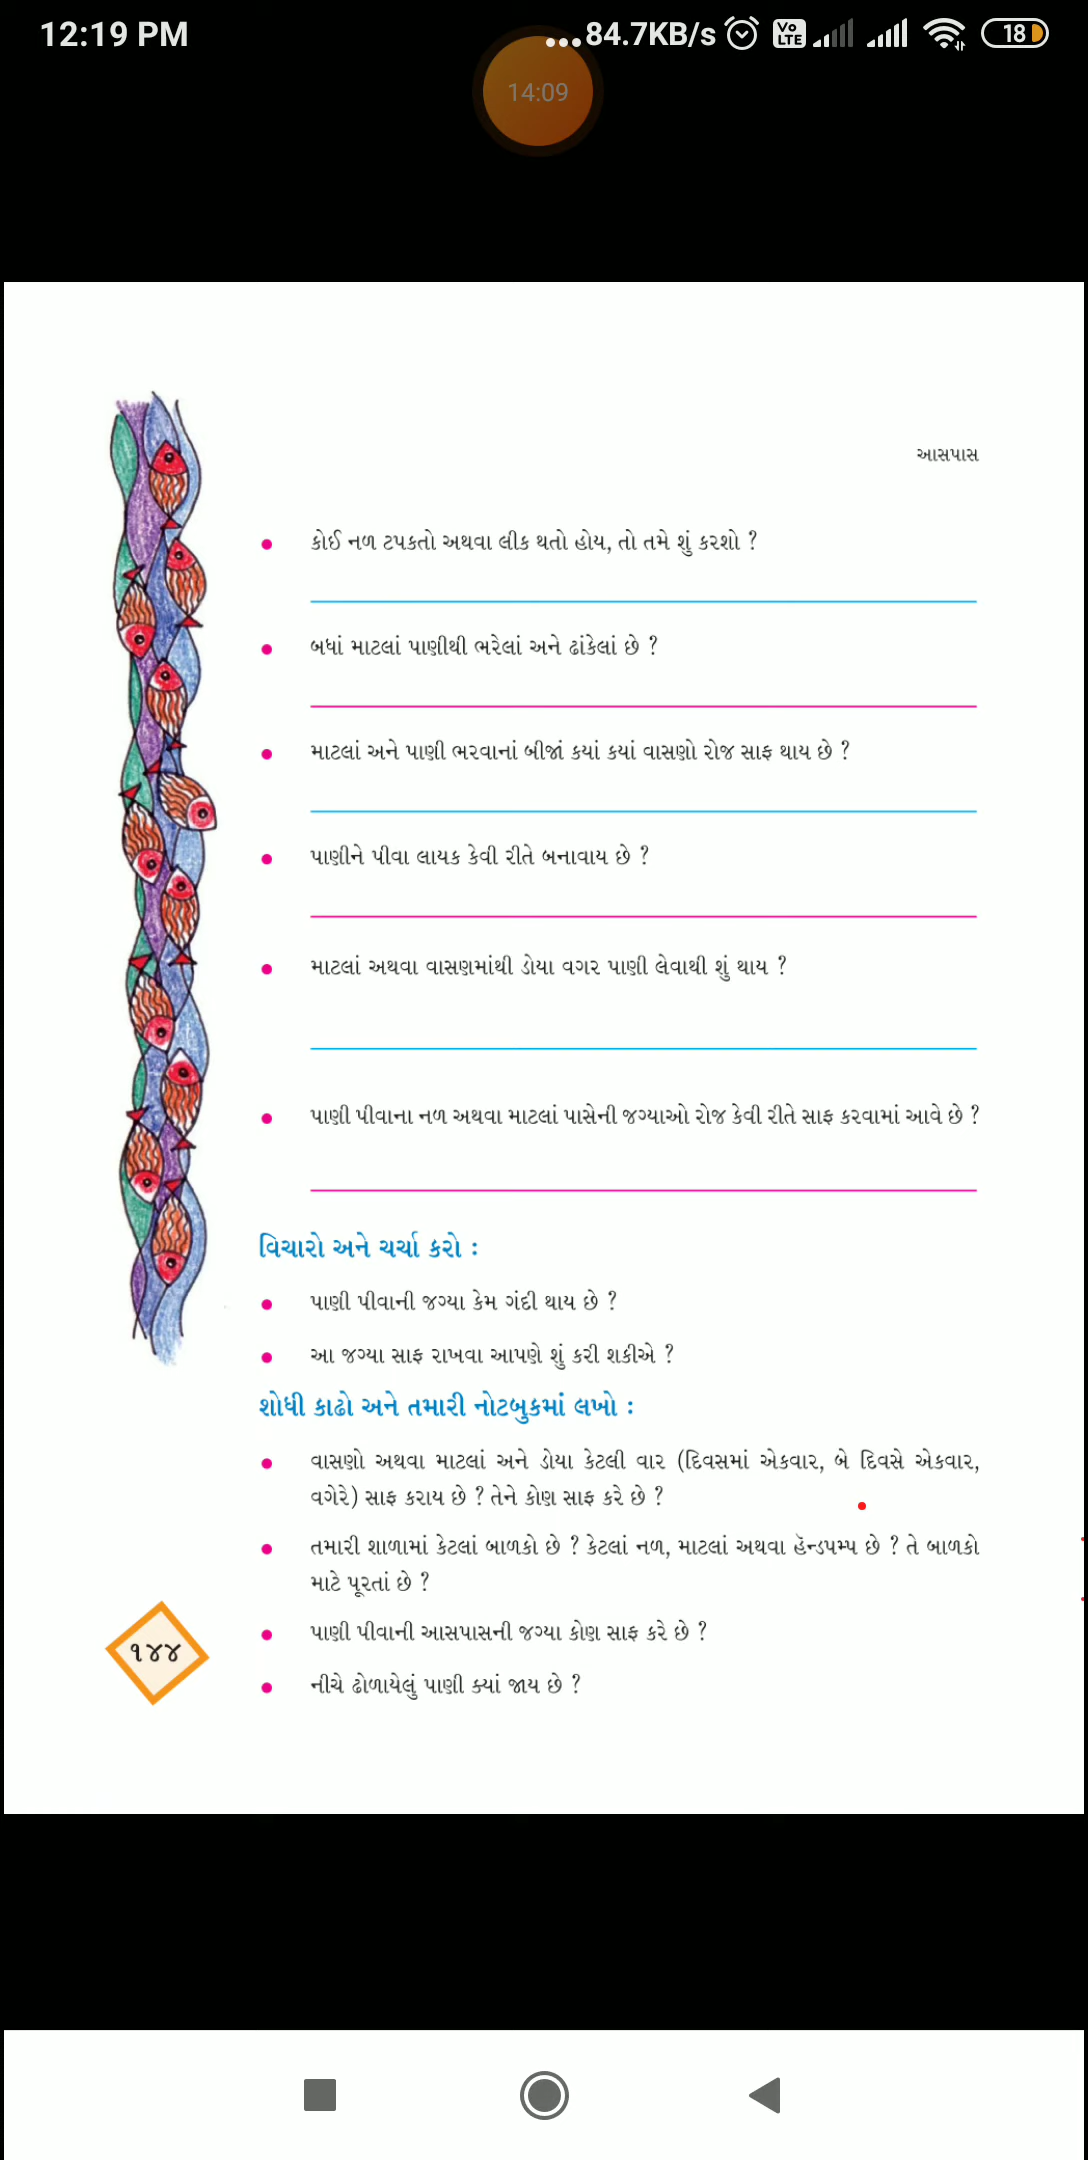 12:19 PM
...84.7KB/s Vo LTE 18
14:09
આસપાસ
• કોઈ નળ ટપકતો અથવા લીક થતો હોય, તો તમે શું કરશો ?
• બધાં માટલાં પાણીથી ભરેલાં અને ઢાંકેલાં છે ?
• માટલાં અને પાણી ભરવાનાં બીજાં કયાં કયાં વાસણો રોજ સાફ થાય છે ?
• પાણીને પીવા લાયક કેવી રીતે બનાવાય છે ?
• માટલાં અથવા વાસણમાંથી ડોયા વગર પાણી લેવાથી શું થાય ?
• પાણી પીવાના નળ અથવા માટલાં પાસેની જગ્યાઓ રોજ કેવી રીતે સાફ કરવામાં આવે છે ?
વિચારો અને ચર્ચા કરો :
• પાણી પીવાની જગ્યા કેમ ગંદી થાય છે ?
• આ જગ્યા સાફ રાખવા આપણે શું કરી શકીએ ?
શોધી કાઢો અને તમારી નોટબુકમાં લખો :
• વાસણો અથવા માટલાં અને ડોયા કેટલી વાર (દિવસમાં એકવાર, બે દિવસે એકવાર,
વગેરે) સાફ કરાય છે ? તેને કોણ સાફ કરે છે ?
• તમારી શાળામાં કેટલાં બાળકો છે ? કેટલાં નળ, માટલાં અથવા હૅન્ડપમ્પ છે ? તે બાળકો
માટે પૂરતાં છે ?
• પાણી પીવાની આસપાસની જગ્યા કોણ સાફ કરે છે ?
• નીચે ઢોળાયેલું પાણી ક્યાં જાય છે ?
૧૪૪